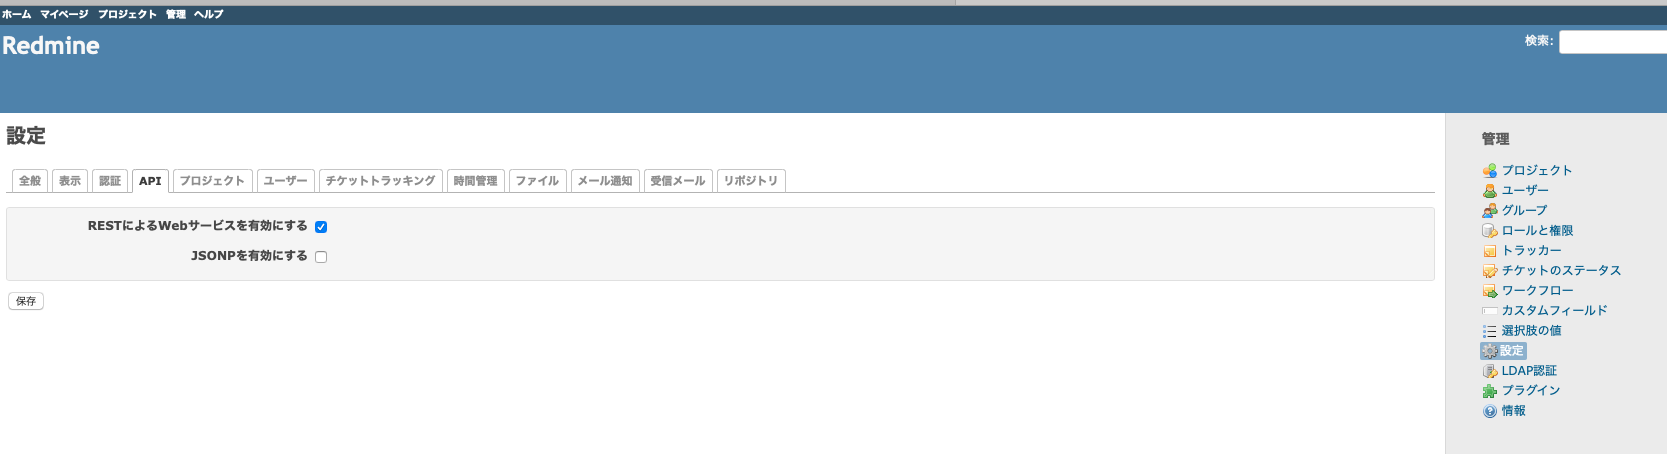 ホーム マイページ プロジェクト 管理 ヘルプ
Redmine
検索:
設定
全般 表示 認証 API プロジェクト ユーザー チケットトラッキング 時間管理 ファイル メール通知 受信メール リポジトリ
RESTによるWebサービスを有効にする
JSONPを有効にする
保存
管理
プロジェクト
ユーザー
グループ
ロールと権限
トラッカー
チケットのステータス
ワークフロー
カスタムフィールド
選択肢の値
設定
LDAP認証
プラグイン
情報